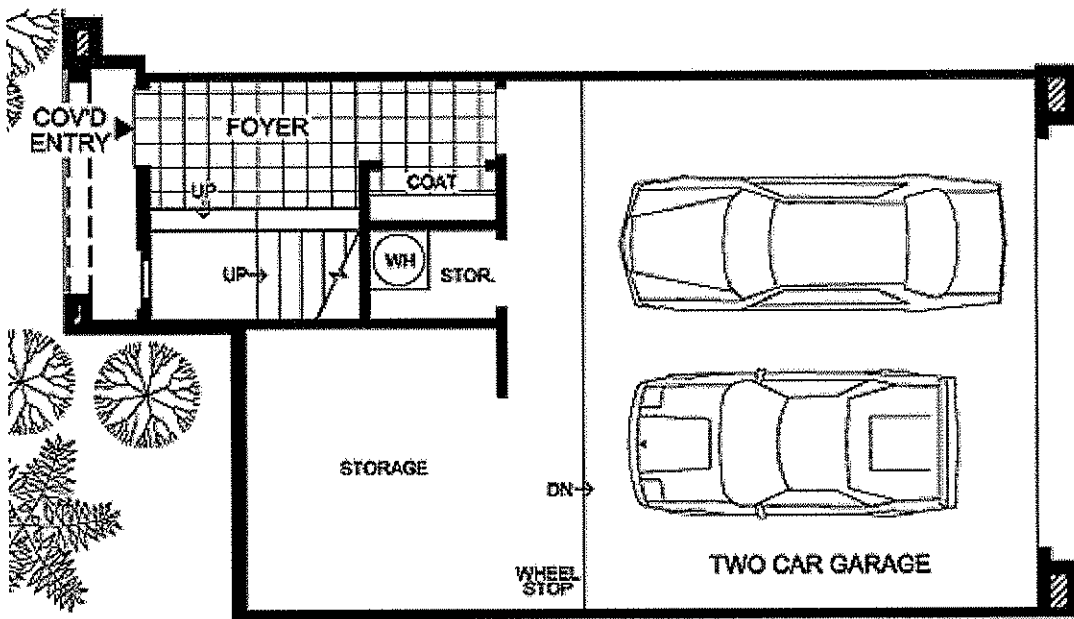 COV'D
ENTRY
FOYER
UP
COAT
UP
WH
STOR.
STORAGE
DN
WHEEL
STOP
TWO CAR GARAGE